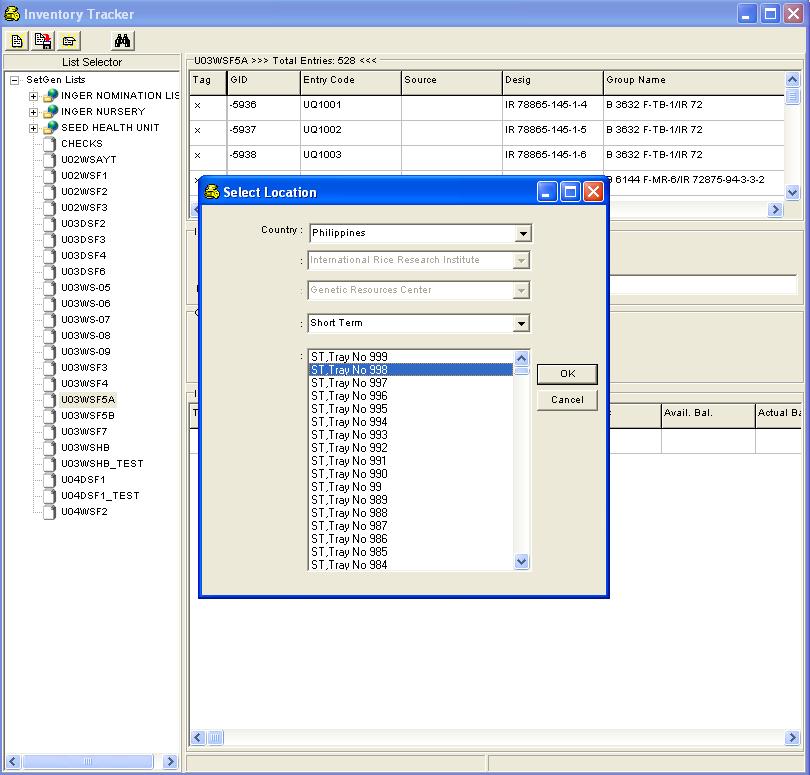 Inventory Tracker
List Selector
SetGen Lists
INGER NOMINATION LIS
INGER NURSERY
SEED HEALTH UNIT
CHECKS
U02WSAYT
U02WSF1
U02WSF2
U02WSF3
U03DSF2
U03DSF3
U03DSF4
U03DSF6
U03WS-05
U03WS-06
U03WS-07
U03WS-08
U03WS-09
U03WSF3
U03WSF4
U03WSF5A
U03WSF5B
U03WSF7
U03WSHB
U03WSHB_TEST
U04DSF1
U04DSF1_TEST
U04WSF2
U03WSF5A >>> Total Entries: 528 <<<
Tag GID Entry Code Source Desig Group Name
x -5936 UQ1001 IR 78865-145-1-4 B 3632 F-TB-1/IR 72
x -5937 UQ1002 IR 78865-145-1-5 B 3632 F-TB-1/IR 72
x -5938 UQ1003 IR 78865-145-1-6 B 3632 F-TB-1/IR 72
6144 F-MR-6/IR 72875-94-3-3-2
Select Location
Country : Philippines
: International Rice Research Institute
: Genetic Resources Center
: Short Term
: ST,Tray No 999
ST,Tray No 998
ST,Tray No 997
ST,Tray No 996
ST,Tray No 995
ST,Tray No 994
ST,Tray No 993
ST,Tray No 992
ST,Tray No 991
ST,Tray No 990
ST,Tray No 99
ST,Tray No 989
ST,Tray No 988
ST,Tray No 987
ST,Tray No 986
ST,Tray No 985
ST,Tray No 984
OK
Cancel
T Avail. Bal. Actual Ba